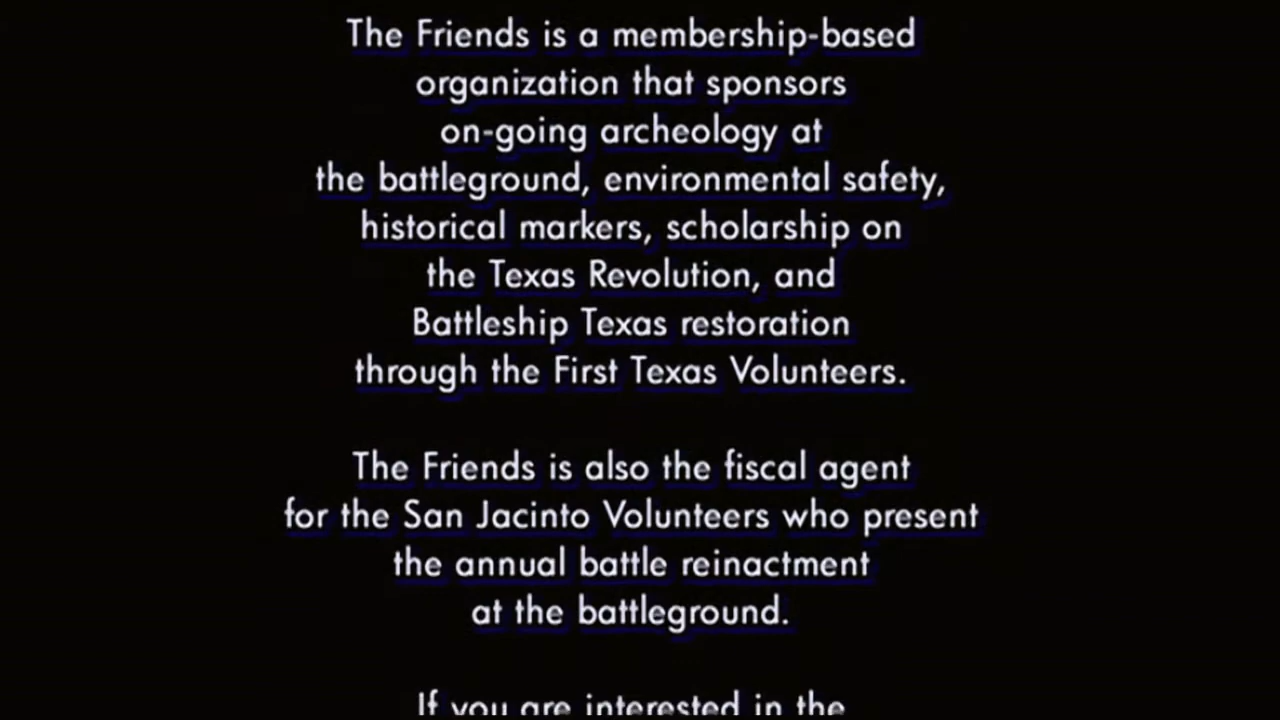 The Friends is a membership-based
organization that sponsors
on-going archeology at
the battleground, environmental safety,
historical markers, scholarship on
the Texas Revolution, and
Battleship Texas restoration
through the First Texas Volunteers.
The Friends is also the fiscal agent
for the San Jacinto Volunteers who present
the annual battle reinactment
at the battleground.
If you are interested in the